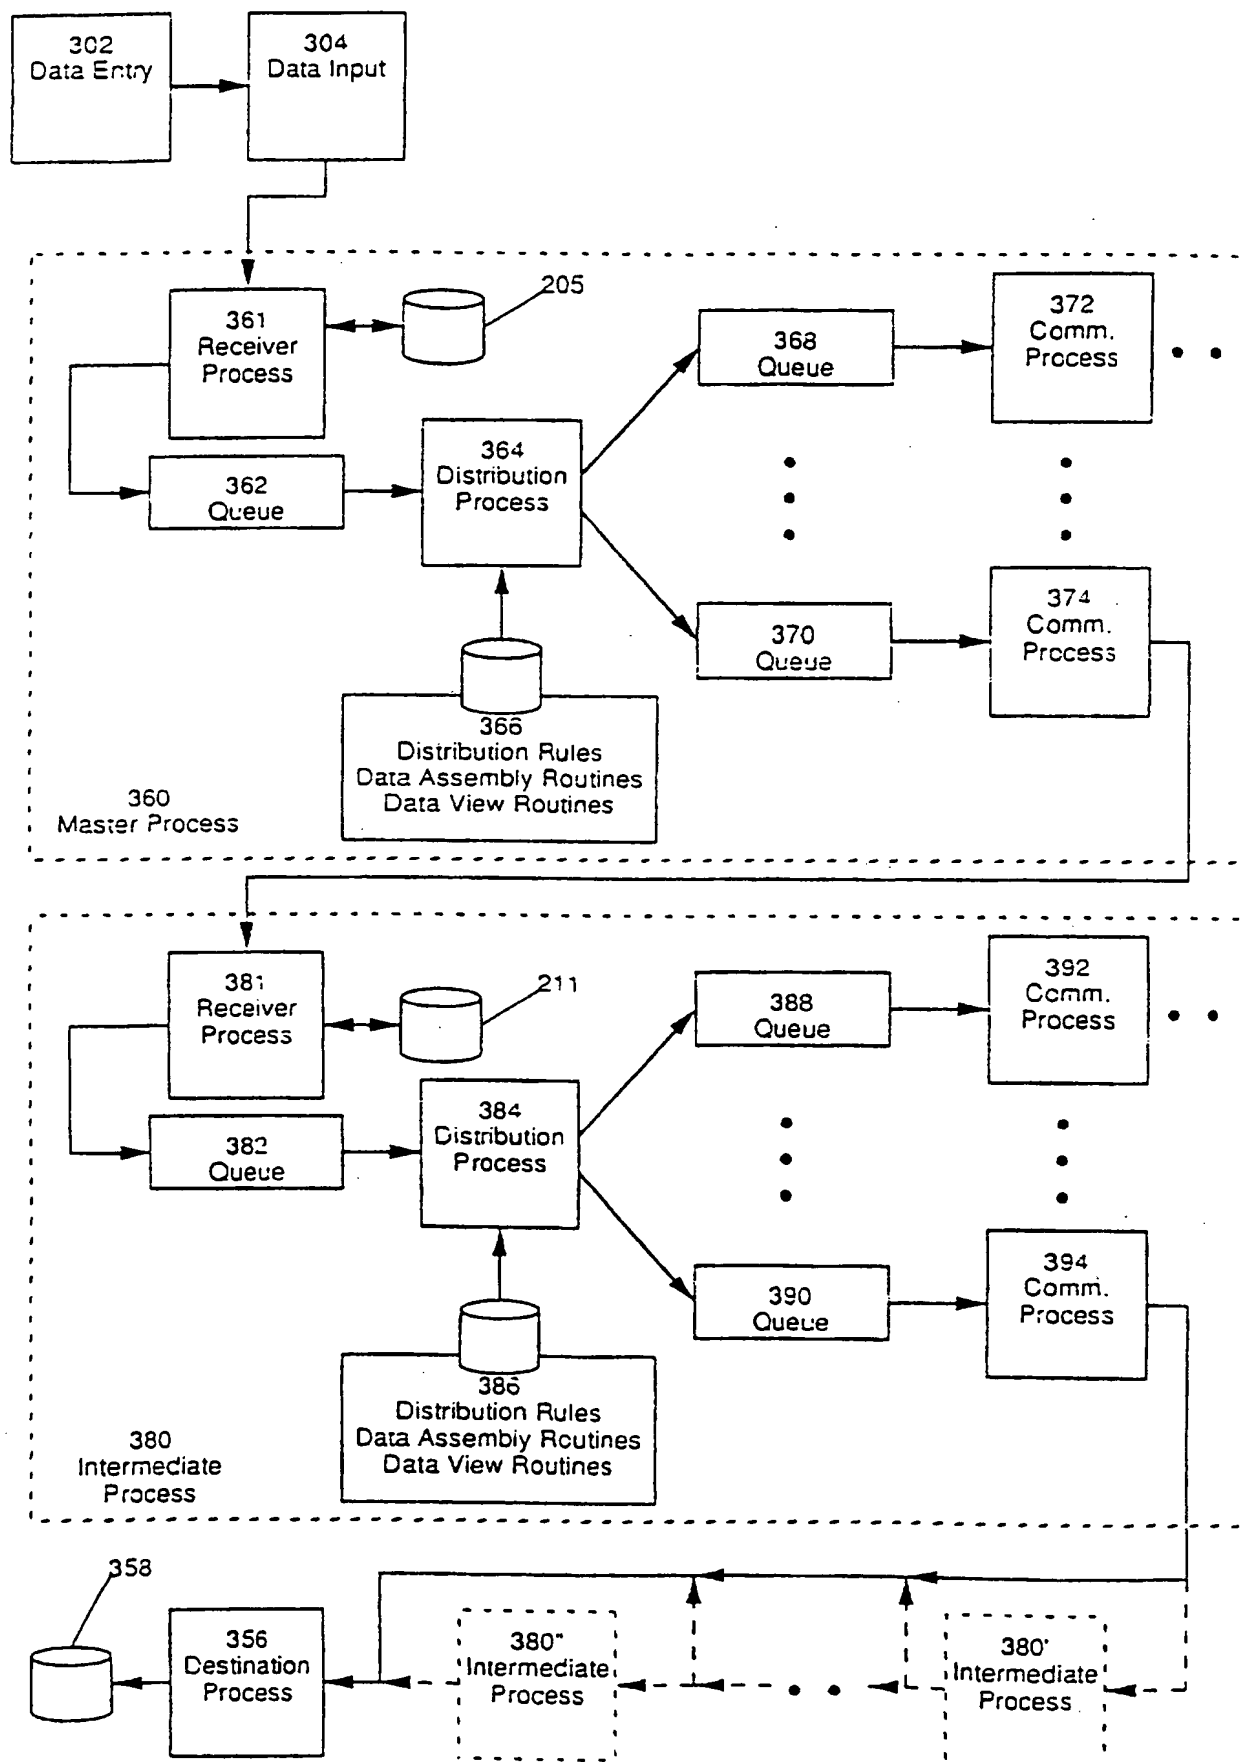 302
Data Entry
304
Data Input
361
Receiver
Process
205
368
Queue
372
Comm.
Process
362
Queue
364
Distribution
Process
370
Queue
374
Comm.
Process
366
Distribution Rules
Data Assembly Routines
Data View Routines
360
Master Process
381
Receiver
Process
211
388
Queue
392
Comm.
Process
382
Queue
384
Distribution
Process
390
Queue
394
Comm.
Process
386
Distribution Rules
Data Assembly Routines
Data View Routines
380
Intermediate
Process
358
356
Destination
Process
380"
Intermediate
Process
380'
Intermediate
Process